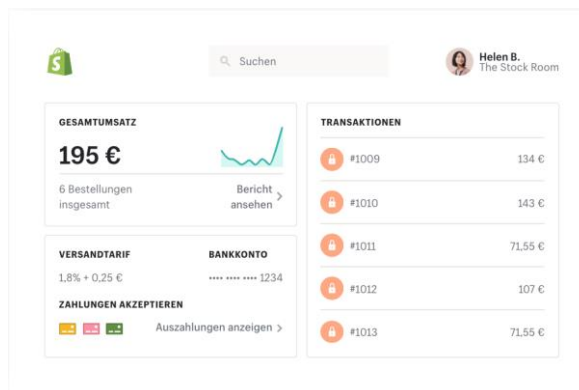 Suchen
Helen B.
The Stock Room
GESAMTUMSATZ
195 €
6 Bestellungen
insgesamt
Bericht
ansehen
VERSANDTARIF
BANKKONTO
1,8% + 0,25 €
•••• •••• •••• 1234
ZAHLUNGEN AKZEPTIEREN
Auszahlungen anzeigen
TRANSAKTIONEN
#1009 134 €
#1010 143 €
#1011 71,55 €
#1012 107 €
#1013 71,55 €